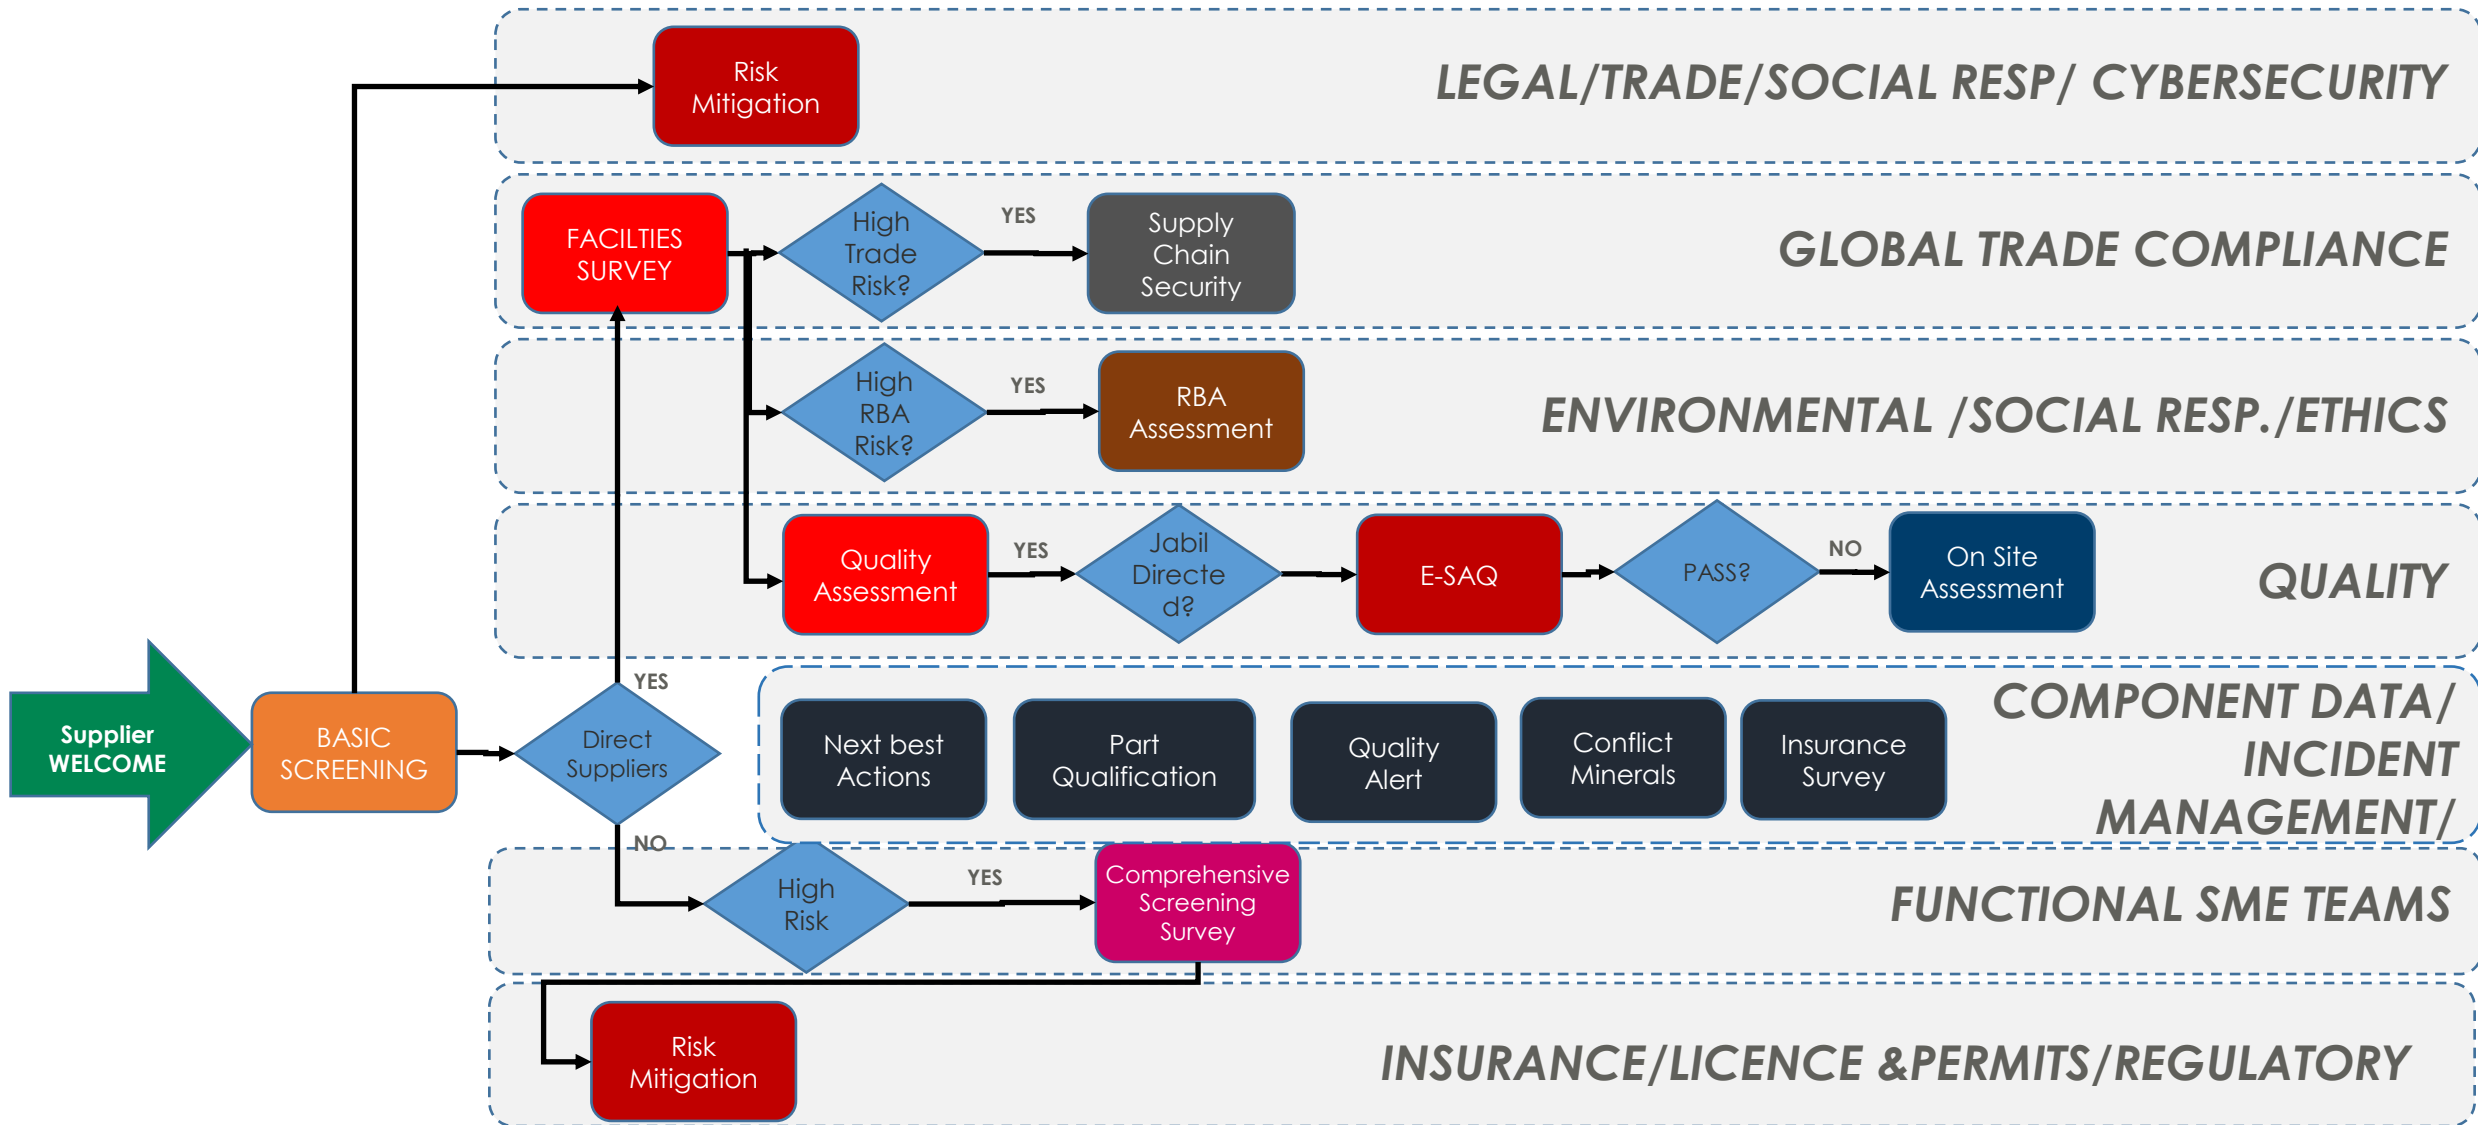 Risk
Mitigation
LEGAL/TRADE/SOCIAL RESP/ CYBERSECURITY
FACILTIES
SURVEY
High
Trade
Risk?
YES
Supply
Chain
Security
GLOBAL TRADE COMPLIANCE
High
RBA
Risk?
YES
RBA
Assessment
ENVIRONMENTAL /SOCIAL RESP./ETHICS
Quality
Assessment
YES
Jabil
Directe
d?
E-SAQ
PASS?
NO
On Site
Assessment
QUALITY
Supplier
WELCOME
BASIC
SCREENING
YES
Direct
Suppliers
NO
Next best
Actions
Part
Qualification
Quality
Alert
Conflict
Minerals
Insurance
Survey
COMPONENT DATA/
INCIDENT
MANAGEMENT/
High
Risk
YES
Comprehensive
Screening
Survey
FUNCTIONAL SME TEAMS
Risk
Mitigation
INSURANCE/LICENCE &PERMITS/REGULATORY